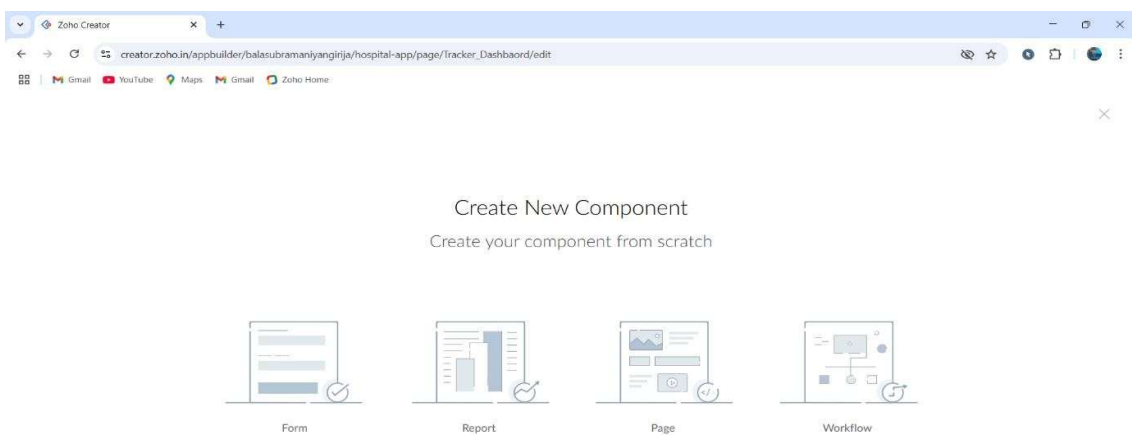 Zoho Creator
creator.zoho.in/appbuilder/balasubramaniyangirija/hospital-app/page/Tracker_Dashbaord/edit
Gmail YouTube Maps Gmail Zoho Home
Create New Component
Create your component from scratch
Form Report Page Workflow